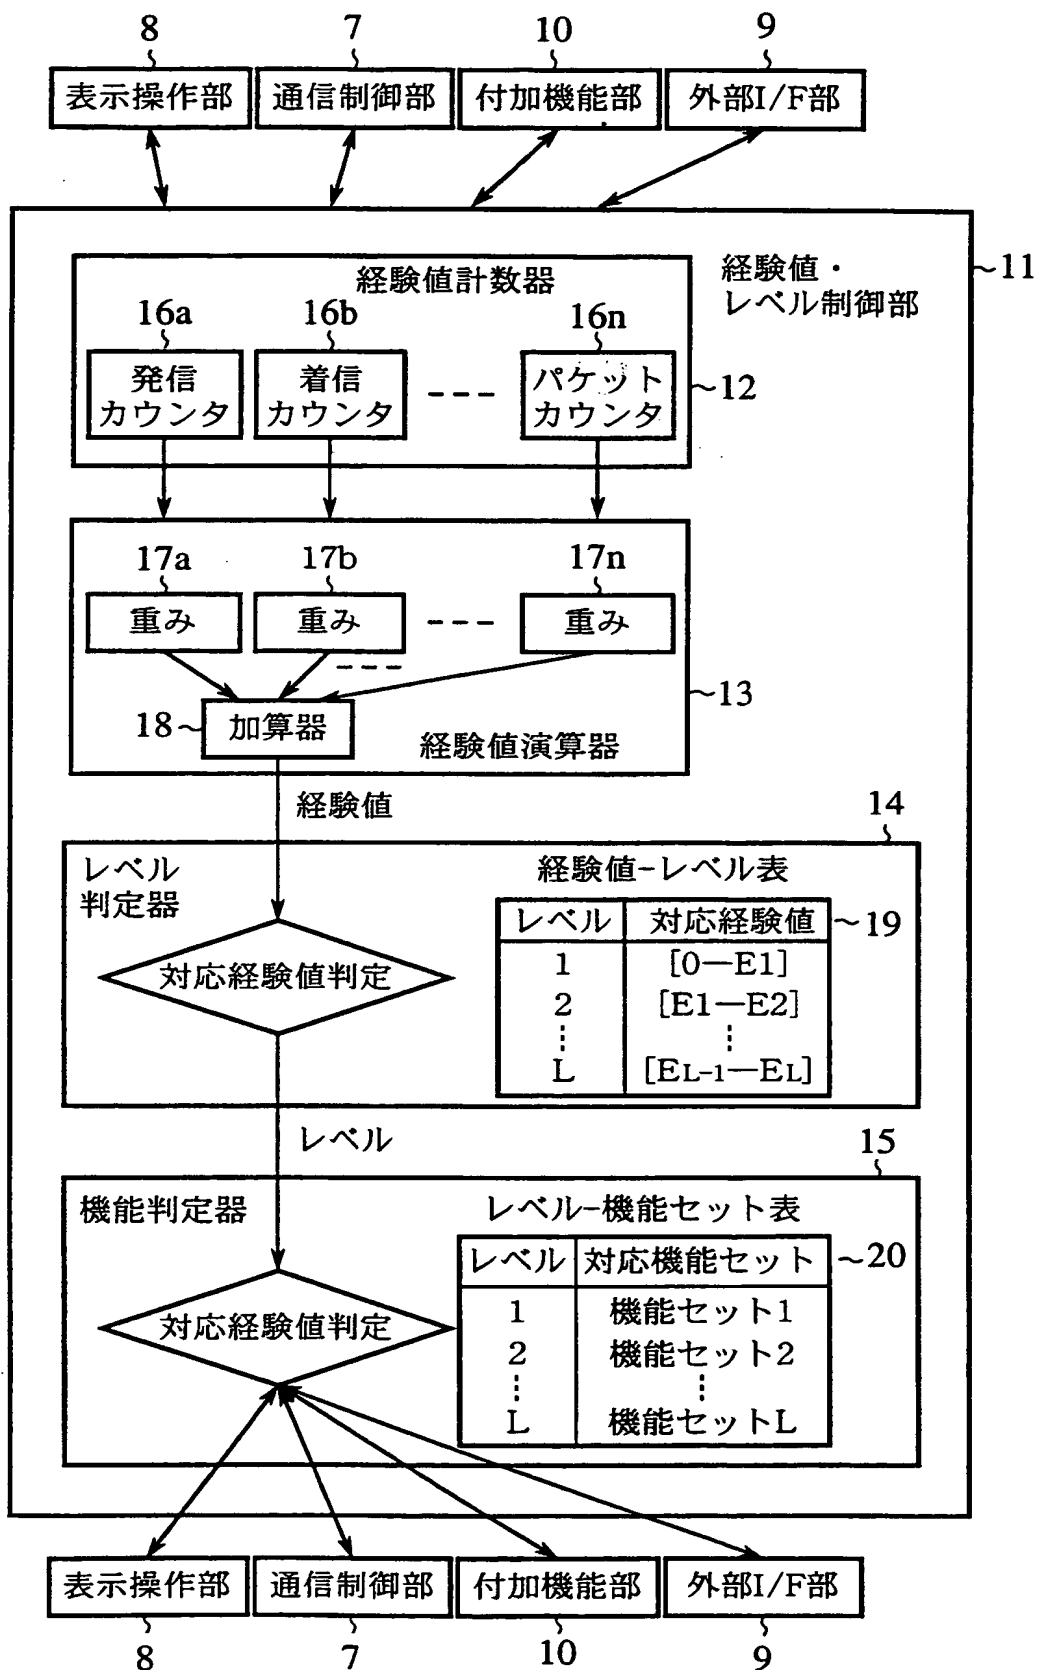 8 7 10 9
表示操作部 通信制御部 付加機能部 外部I/F部
11
経験値・
レベル制御部
経験値計数器
16a 16b 16n
発信
カウンタ
着信
カウンタ
パケット
カウンタ
12
17a 17b 17n
重み 重み 重み
13
18 加算器
経験値演算器
経験値
14
レベル
判定器
経験値-レベル表
レベル 対応経験値
19
1 [0—E1]
2 [E1—E2]
L [EL-1—EL]
対応経験値判定
レベル
15
機能判定器
レベル-機能セット表
レベル 対応機能セット
20
1 機能セット1
2 機能セット2
L 機能セットL
対応経験値判定
表示操作部 通信制御部 付加機能部 外部I/F部
8 7 10 9